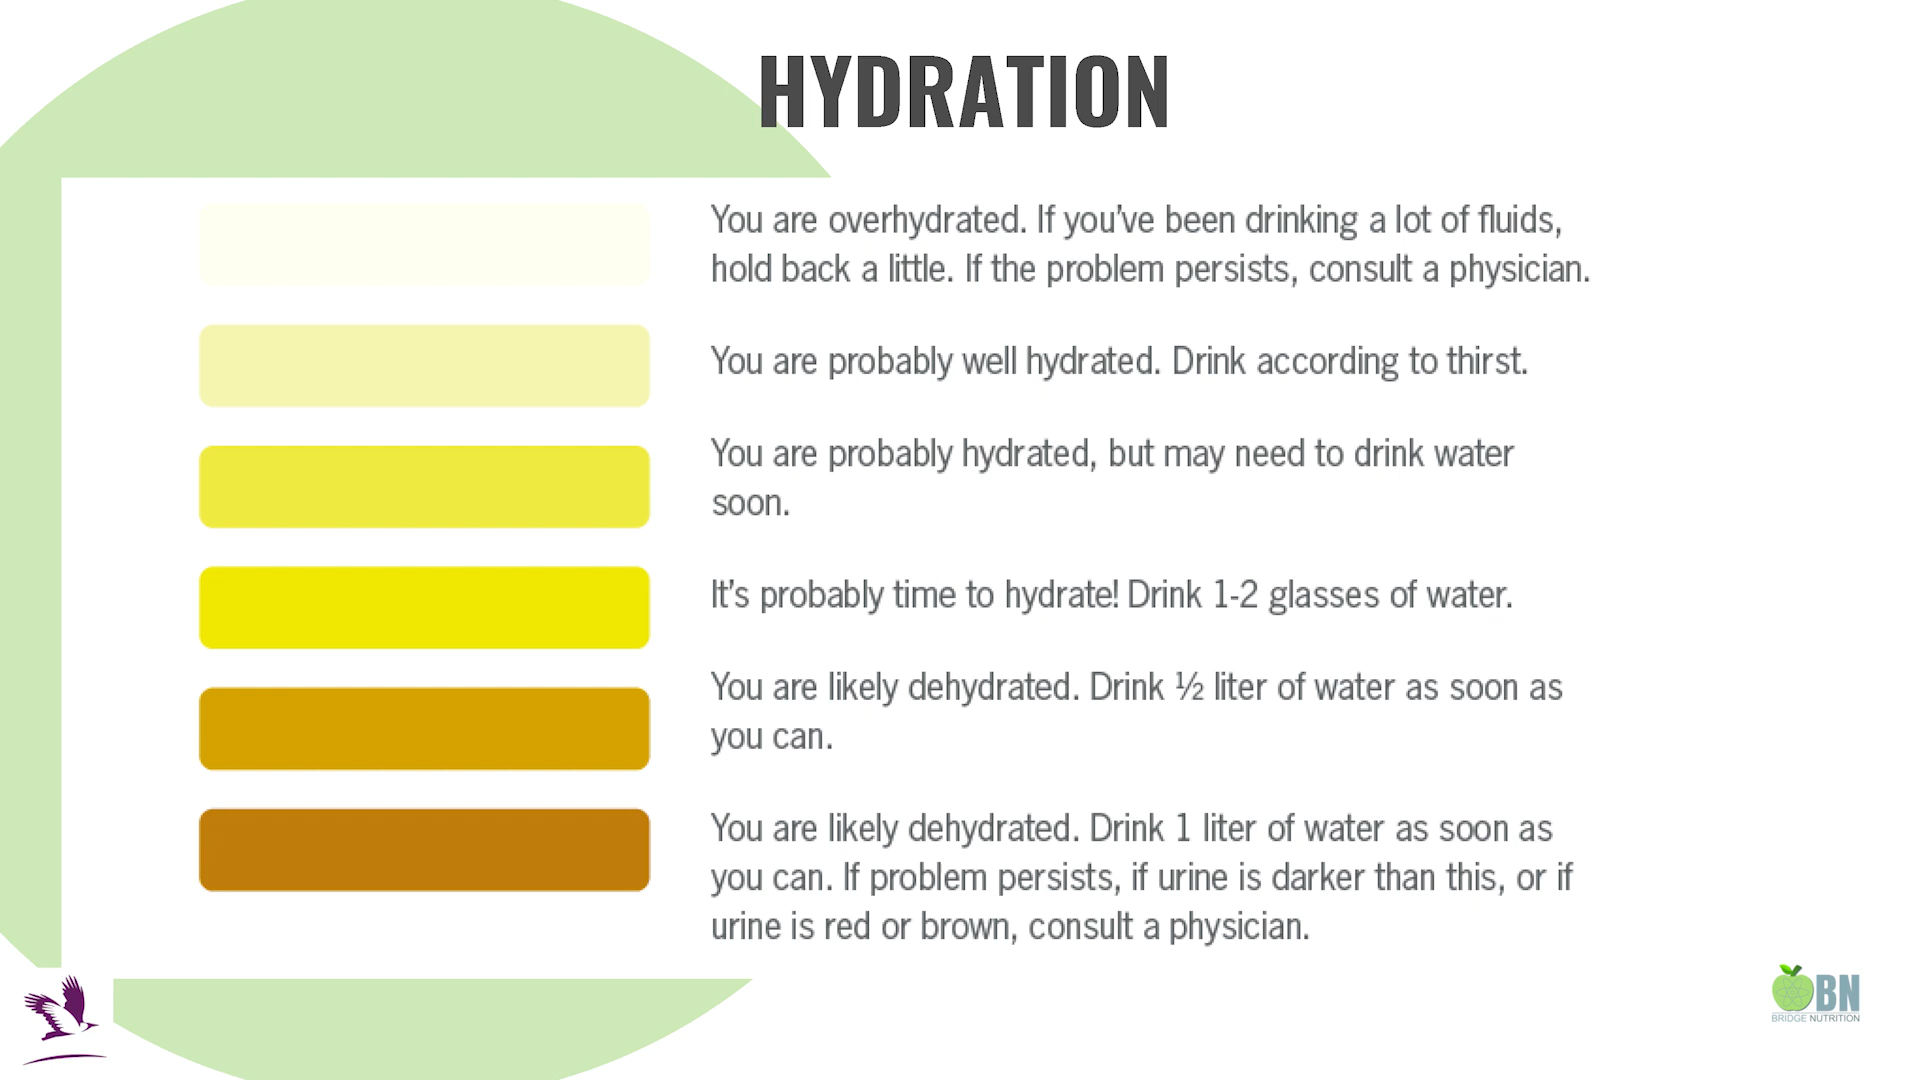 HYDRATION
You are overhydrated. If you’ve been drinking a lot of fluids,
hold back a little. If the problem persists, consult a physician.
You are probably well hydrated. Drink according to thirst.
You are probably hydrated, but may need to drink water
soon.
It’s probably time to hydrate! Drink 1-2 glasses of water.
You are likely dehydrated. Drink ½ liter of water as soon as
you can.
You are likely dehydrated. Drink 1 liter of water as soon as
you can. If problem persists, if urine is darker than this, or if
urine is red or brown, consult a physician.
BN
BRIDGE NUTRITION